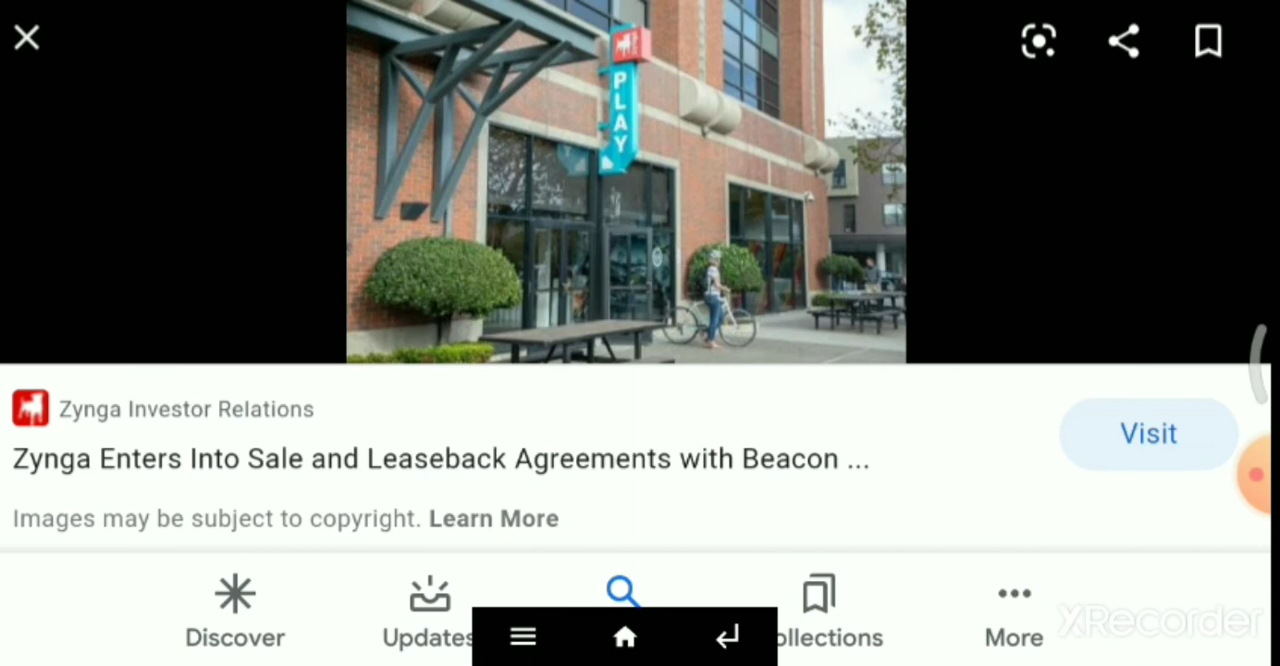 PLAY
Zynga Investor Relations
Zynga Enters Into Sale and Leaseback Agreements with Beacon ...
Visit
Images may be subject to copyright. Learn More
Discover
Updates
ollections
More
XRecorder